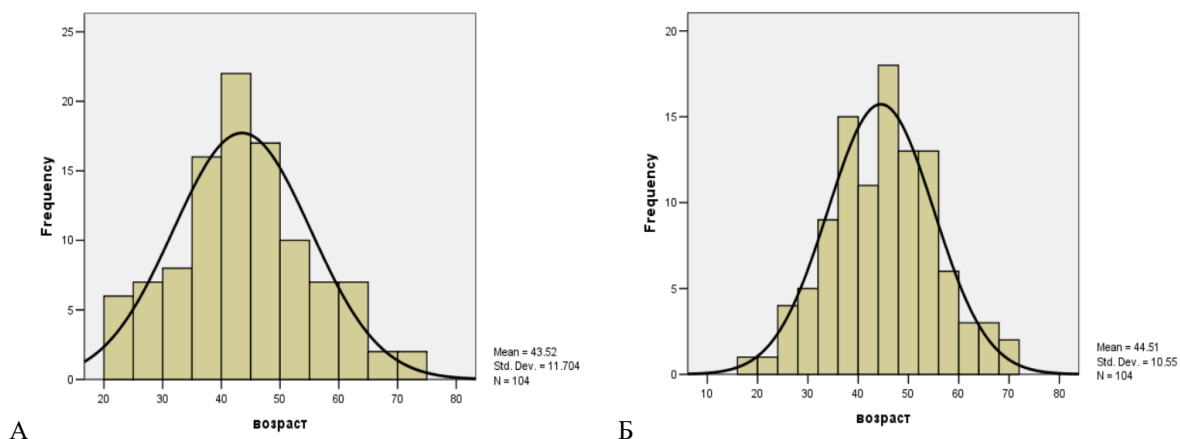 25
20
15
10
5
0
Frequency
20 30 40 50 60 70 80
возраст
Mean = 43.52
Std. Dev. = 11.704
N = 104
А
20
15
10
5
0
Frequency
10 20 30 40 50 60 70 80
возраст
Mean = 44.51
Std. Dev. = 10.55
N = 104
Б